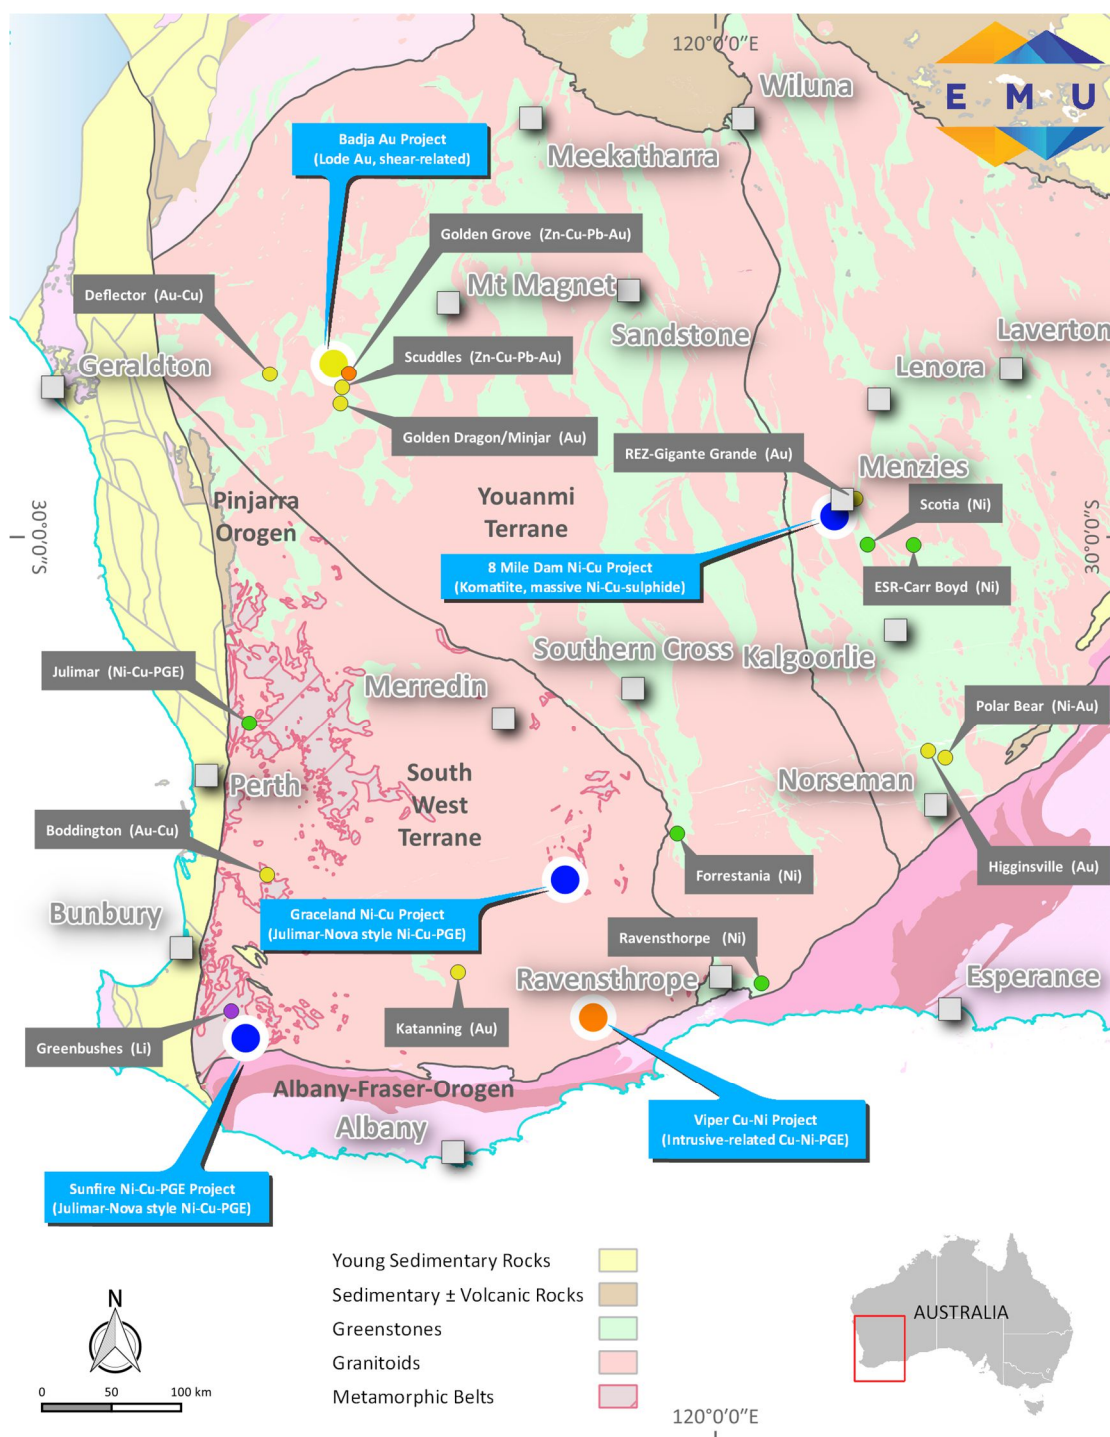 120°0'0"E
EMU
Wiluna
Badja Au Project
(Lode Au, shear-related)
Meekatharra
Golden Grove (Zn-Cu-Pb-Au)
Deflector (Au-Cu)
Mt Magnet
Sandstone
Laverton
Geraldton
Scuddles (Zn-Cu-Pb-Au)
Lenora
Golden Dragon/Minjar (Au)
REZ-Gigante Grande (Au)
Menzies
Pinjarra
Orogen
Youanmi
Terrane
Scotia (Ni)
30°0'0"S
30°0'0"S
8 Mile Dam Ni-Cu Project
(Komatiite, massive Ni-Cu-sulphide)
ESR-Carr Boyd (Ni)
Southern Cross
Kalgoorlie
Julimar (Ni-Cu-PGE)
Merredin
Polar Bear (Ni-Au)
South
West
Terrane
Perth
Norseman
Boddington (Au-Cu)
Higginsville (Au)
Forrestania (Ni)
Bunbury
Graceland Ni-Cu Project
(Julimar-Nova style Ni-Cu-PGE)
Ravensthorpe (Ni)
Ravensthrope
Esperance
Katanning (Au)
Greenbushes (Li)
Albany-Fraser-Orogen
Albany
Viper Cu-Ni Project
(Intrusive-related Cu-Ni-PGE)
Sunfire Ni-Cu-PGE Project
(Julimar-Nova style Ni-Cu-PGE)
Young Sedimentary Rocks
Sedimentary ± Volcanic Rocks
Greenstones
Granitoids
Metamorphic Belts
N
0 50 100 km
AUSTRALIA
120°0'0"E